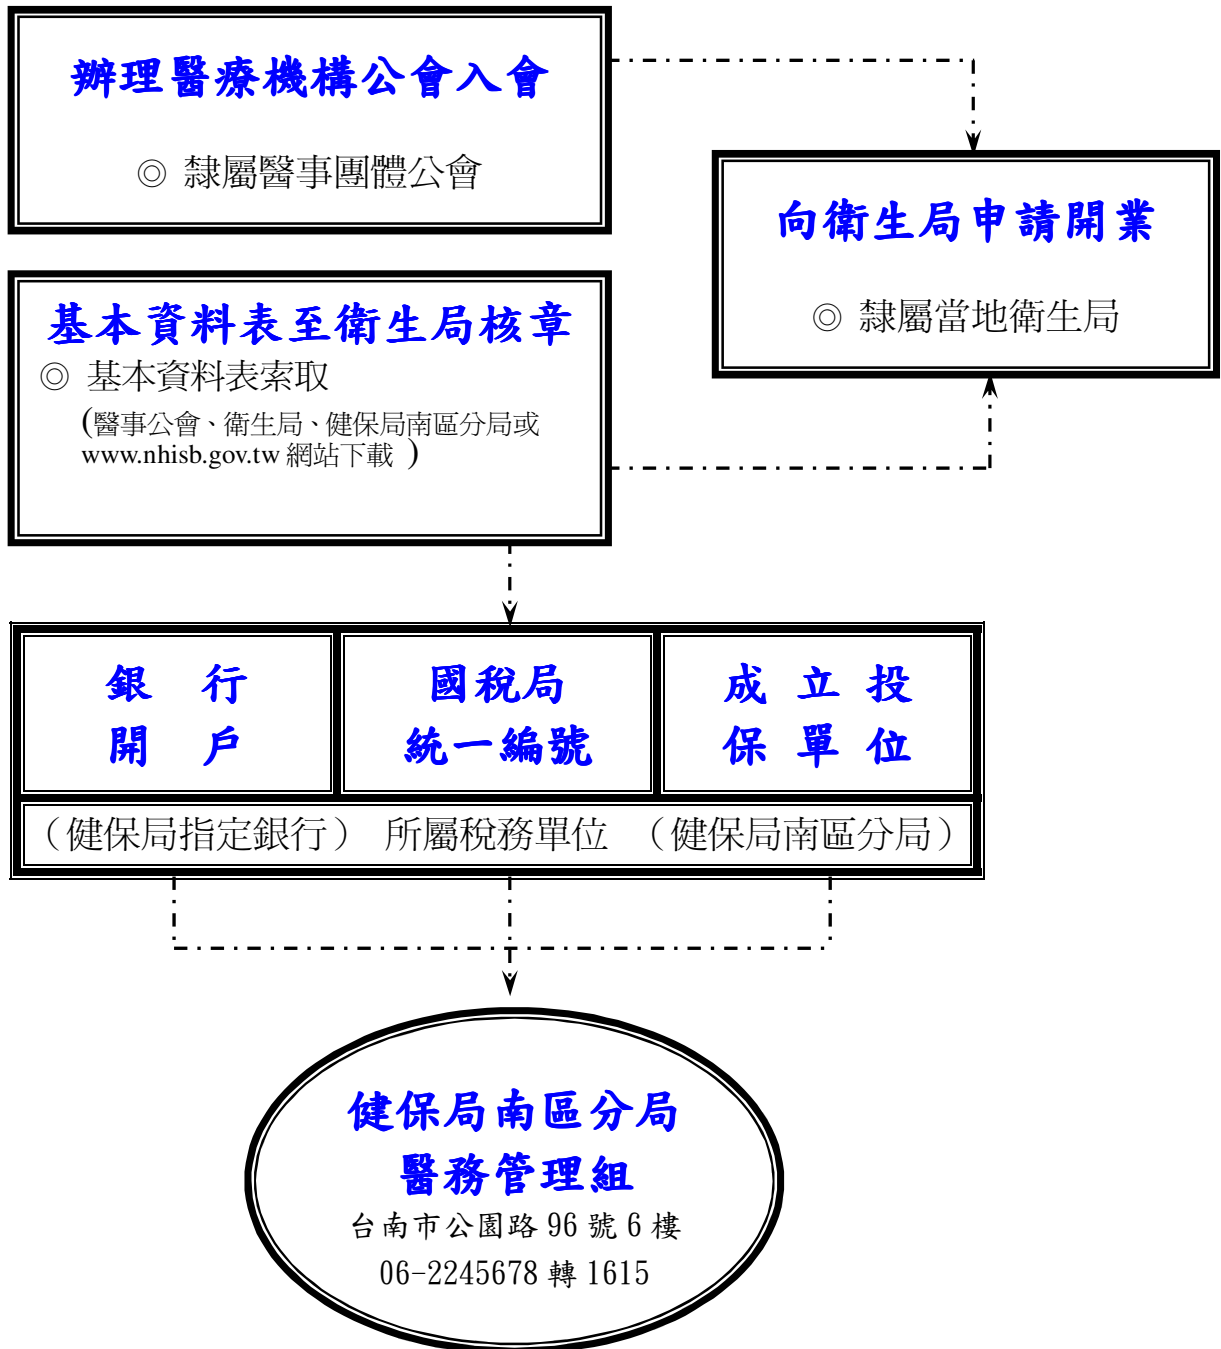 辦理醫療機構公會入會
◎ 隸屬醫事團體公會
向衛生局申請開業
◎ 隸屬當地衛生局
基本資料表至衛生局核章
◎ 基本資料表索取
(醫事公會、衛生局、健保局南區分局或
www.nhisb.gov.tw 網站下載 )
銀 行
開 戶
國稅局
統一編號
成 立 投
保 單 位
（健保局指定銀行） 所屬稅務單位 （健保局南區分局）
健保局南區分局
醫務管理組
台南市公園路 96 號 6 樓
06-2245678 轉 1615